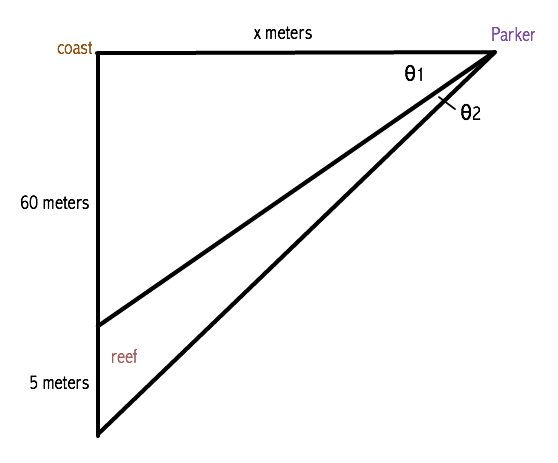 x meters
Parker
coast
θ1
θ2
60 meters
reef
5 meters